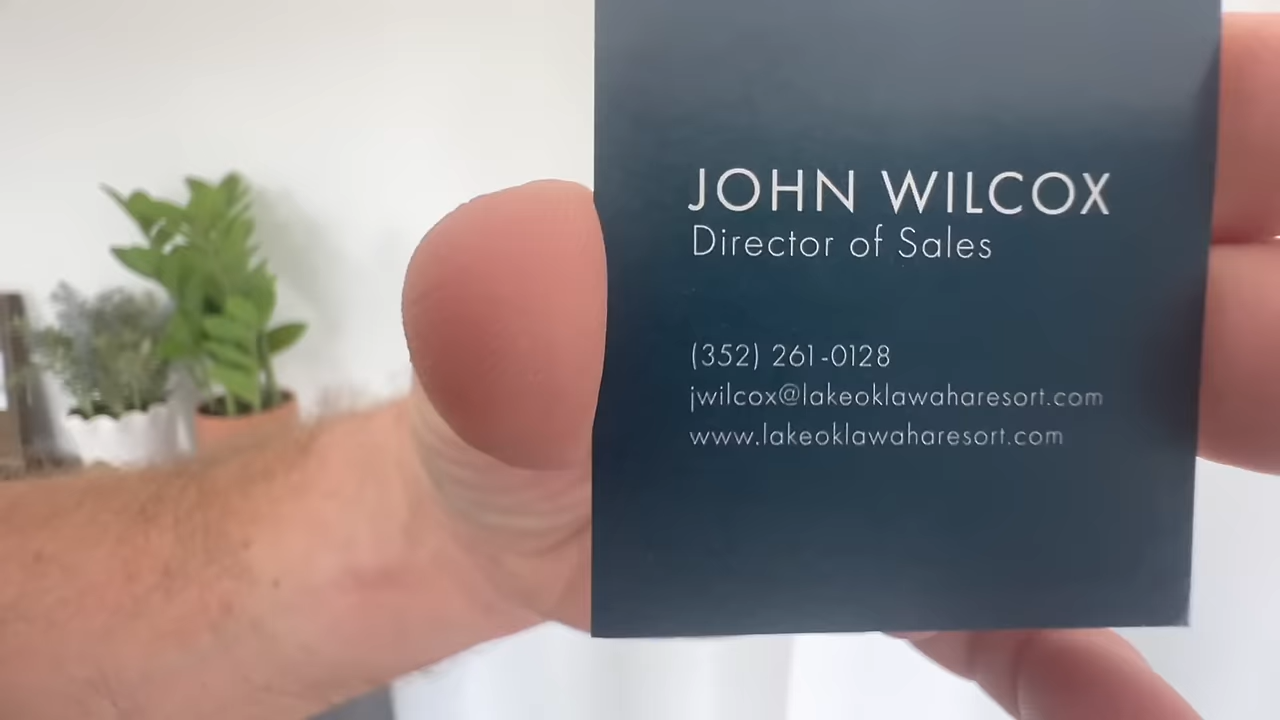 JOHN WILCOX
Director of Sales
(352) 261-0128
jwilcox@lakeoklawaharesort.com
www.lakeoklawaharesort.com